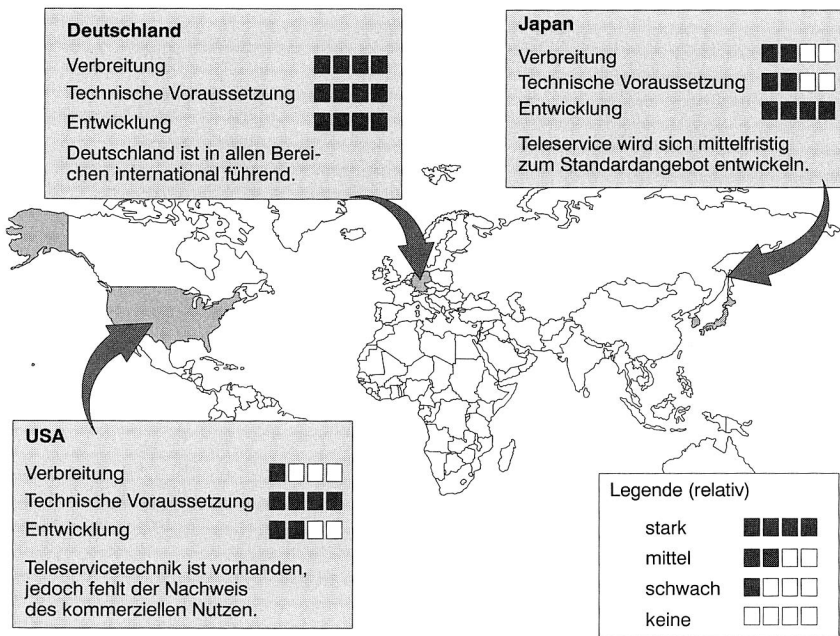 Deutschland
Verbreitung
Technische Voraussetzung
Entwicklung
Deutschland ist in allen Berei-
chen international führend.
Japan
Verbreitung
Technische Voraussetzung
Entwicklung
Teleservice wird sich mittelfristig
zum Standardangebot entwickeln.
USA
Verbreitung
Technische Voraussetzung
Entwicklung
Teleservicetechnik ist vorhanden,
jedoch fehlt der Nachweis
des kommerziellen Nutzen.
Legende (relativ)
stark
mittel
schwach
keine